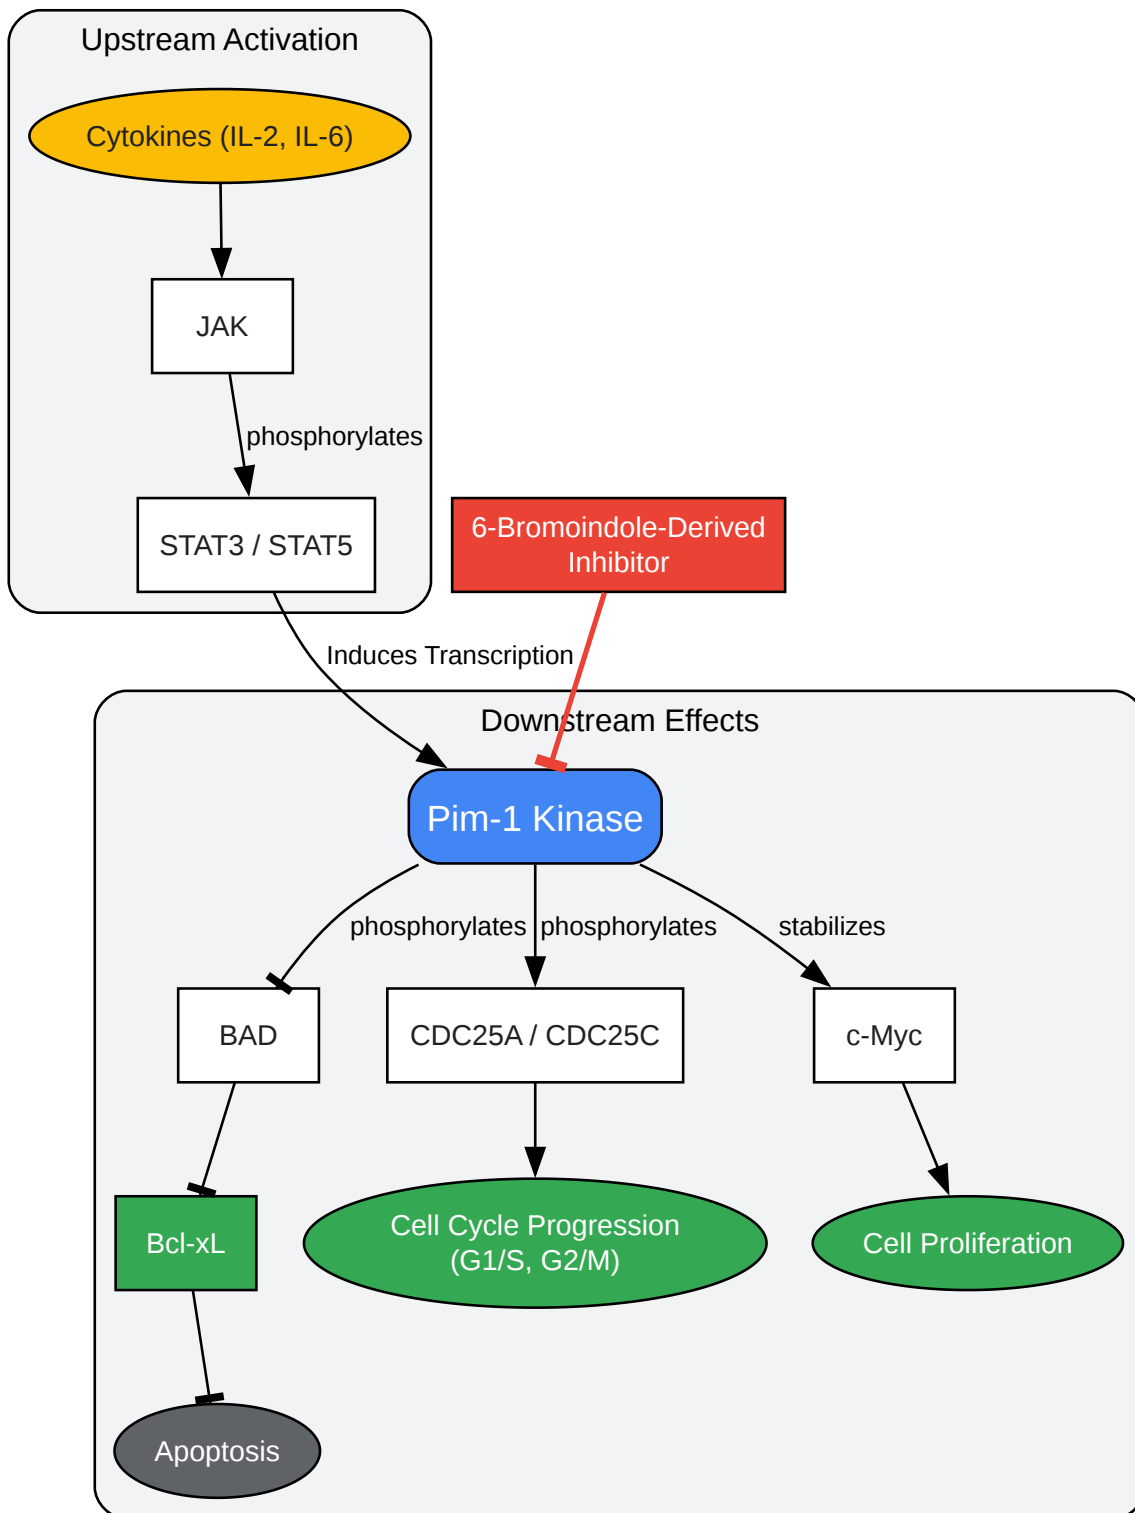 Upstream Activation
Cytokines (IL-2, IL-6)
JAK
phosphorylates
STAT3 / STAT5
6-Bromoindole-Derived
Inhibitor
Induces Transcription
Downstream Effects
Pim-1 Kinase
phosphorylates
phosphorylates
stabilizes
BAD
CDC25A / CDC25C
c-Myc
Bcl-xL
Cell Cycle Progression
(G1/S, G2/M)
Cell Proliferation
Apoptosis